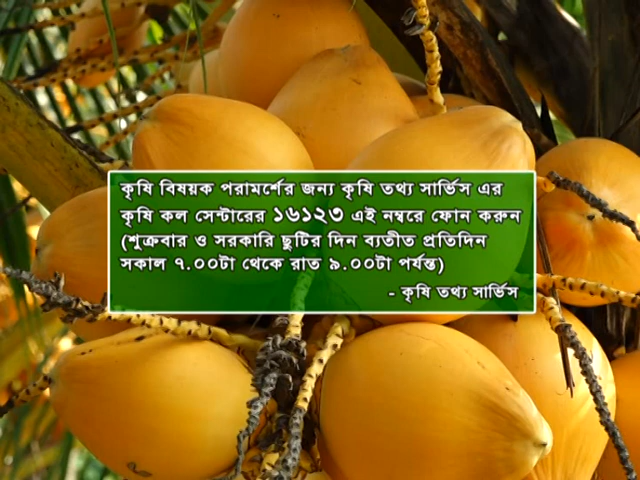 কৃষি বিষয়ক পরামর্শের জন্য কৃষি তথ্য সার্ভিস এর
কৃষি কল সেন্টারের ১৬১২৩ এই নম্বরে ফোন করুন
(শুক্রবার ও সরকারি ছুটির দিন ব্যতীত প্রতিদিন
সকাল ৭.০০টা থেকে রাত ৯.০০টা পর্যন্ত)
- কৃষি তথ্য সার্ভিস